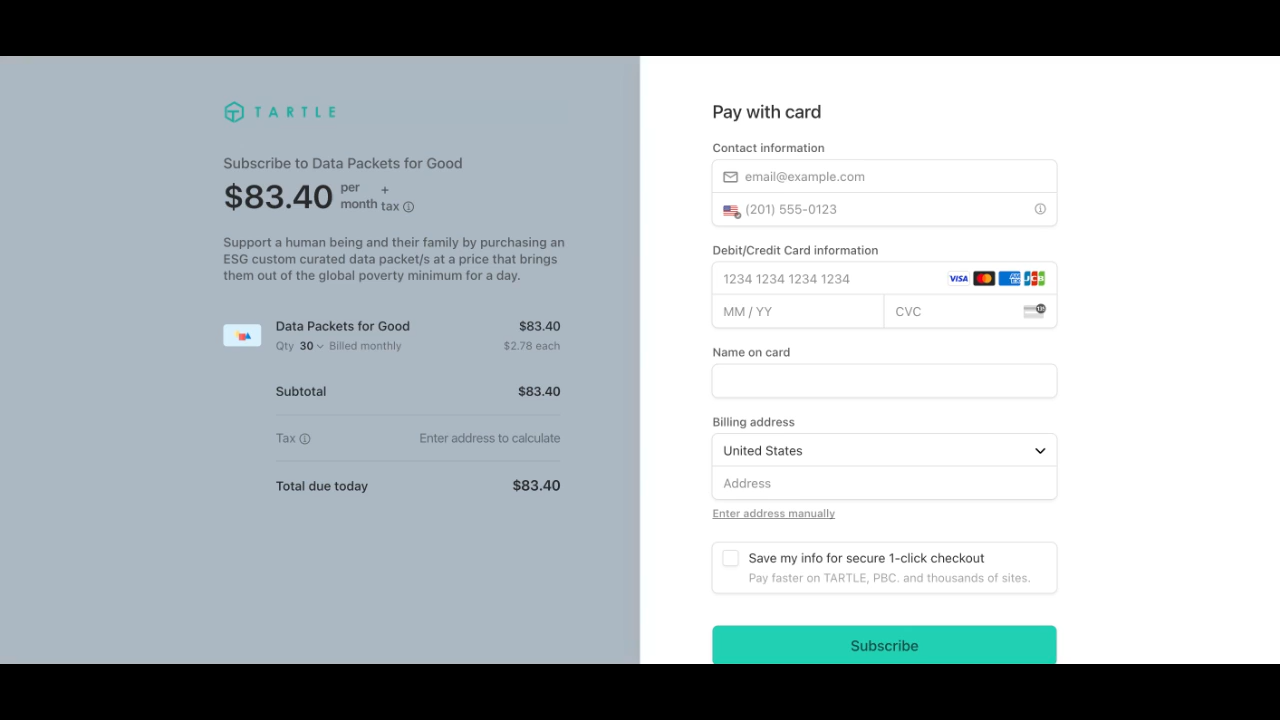 TARTLE
Subscribe to Data Packets for Good
$83.40 per month + tax
Support a human being and their family by purchasing an
ESG custom curated data packet/s at a price that brings
them out of the global poverty minimum for a day.
Data Packets for Good $83.40
Qty 30 Billed monthly $2.78 each
Subtotal $83.40
Tax Enter address to calculate
Total due today $83.40
Pay with card
Contact information
email@example.com
(201) 555-0123
Debit/Credit Card information
1234 1234 1234 1234 VISA
MM / YY CVC
Name on card
Billing address
United States
Address
Enter address manually
Save my info for secure 1-click checkout
Pay faster on TARTLE, PBC. and thousands of sites.
Subscribe